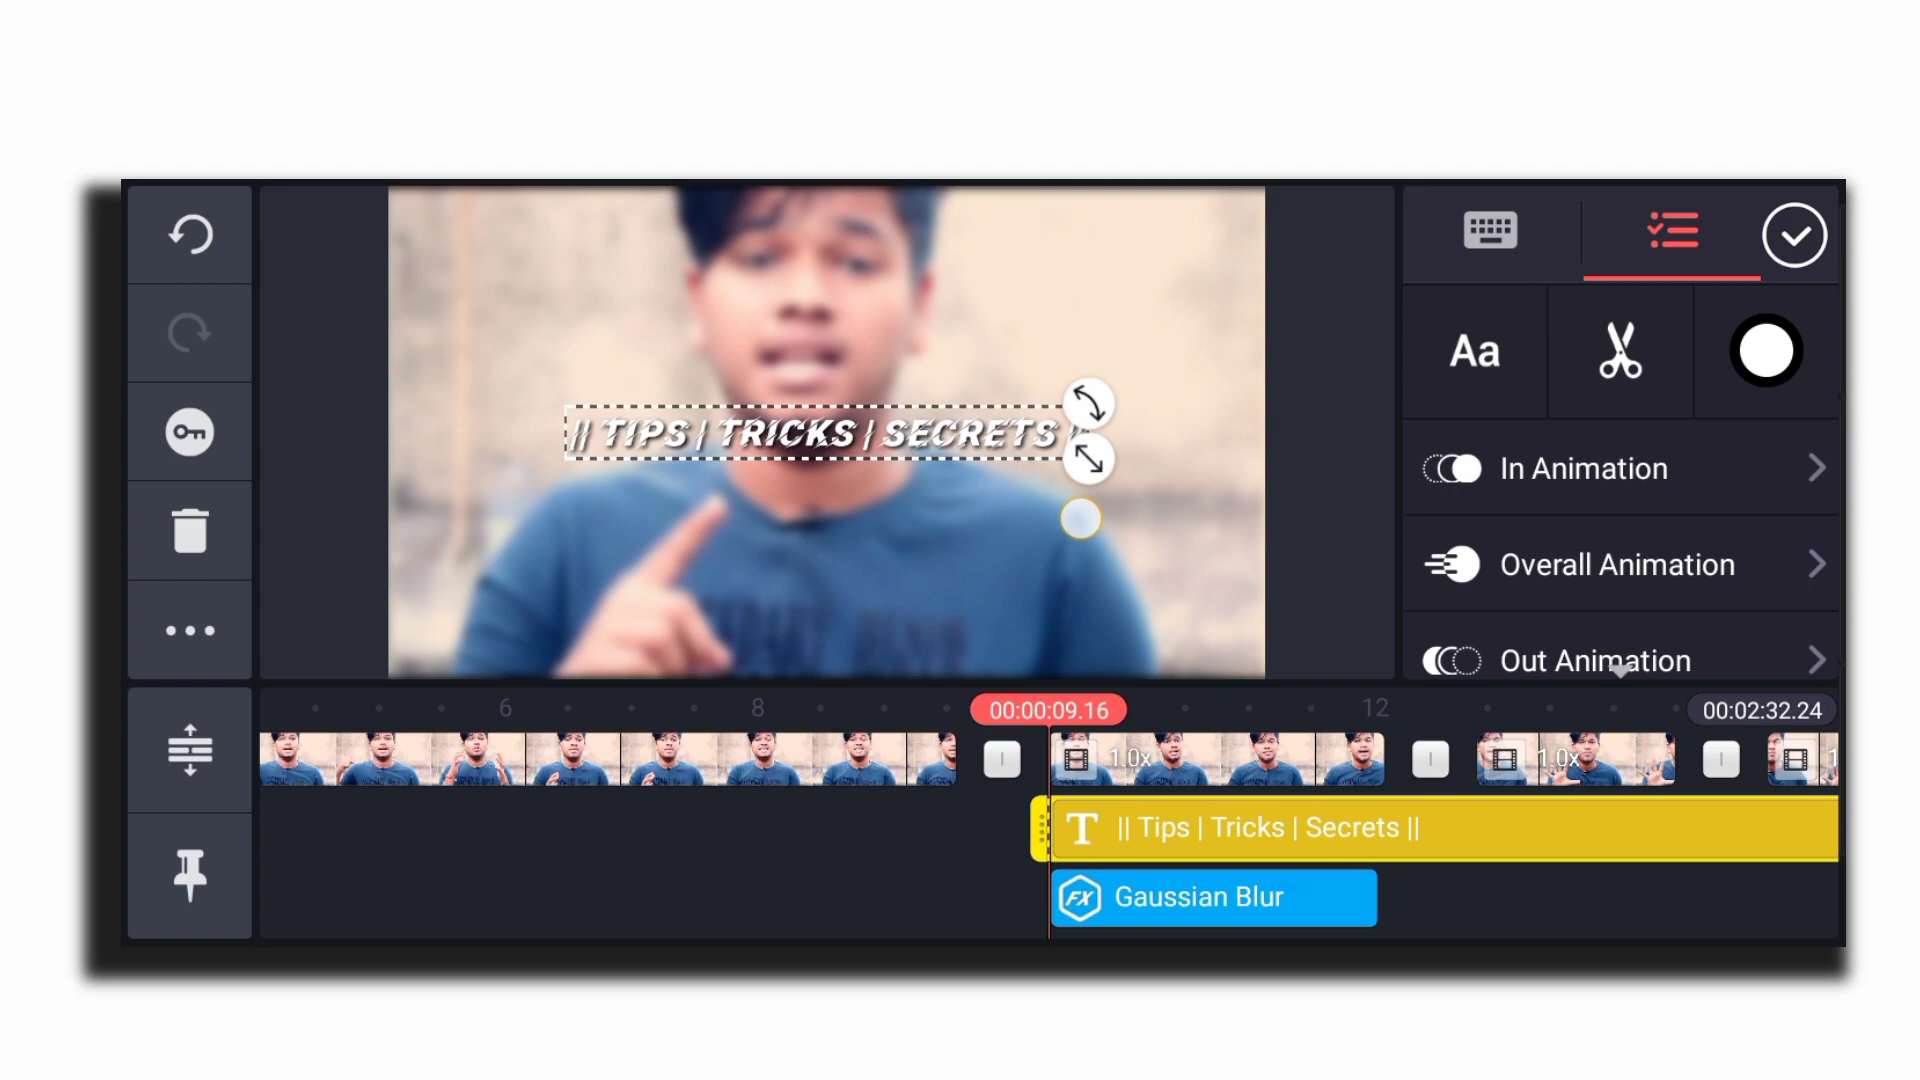 || TIPS | TRICKS | SECRETS ||
Aa
In Animation
Overall Animation
Out Animation
6
8
00:00:09.16
12
00:02:32.24
1.0x
1.0x
T || Tips | Tricks | Secrets ||
FX Gaussian Blur